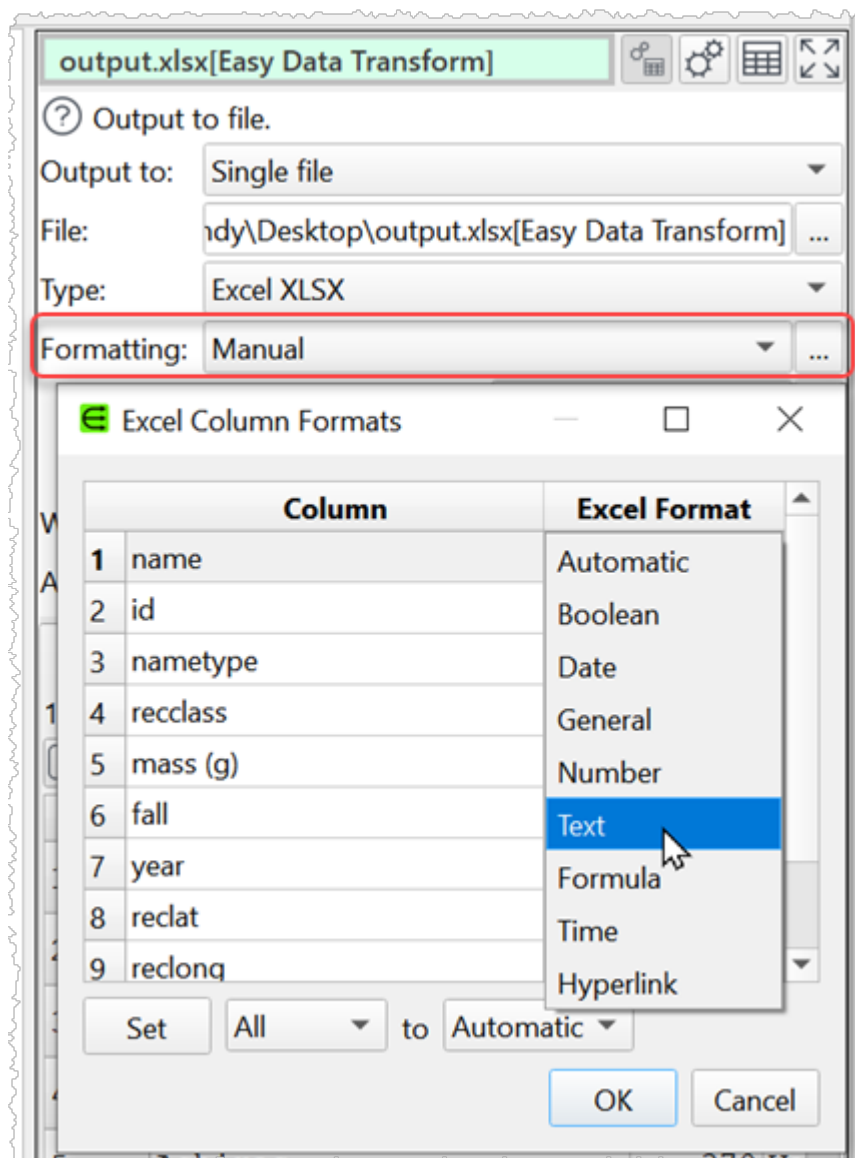 output.xlsx[Easy Data Transform]
Output to file.
Output to: Single file
File: ndy\Desktop\output.xlsx[Easy Data Transform] ...
Type: Excel XLSX
Formatting: Manual ...
Excel Column Formats
Column Excel Format
1 name
Automatic
2 id
Boolean
3 nametype
Date
4 recclass
General
5 mass (g)
Number
6 fall
Text
7 year
Formula
8 reclat
Time
9 reclong
Hyperlink
Set All to Automatic
OK Cancel